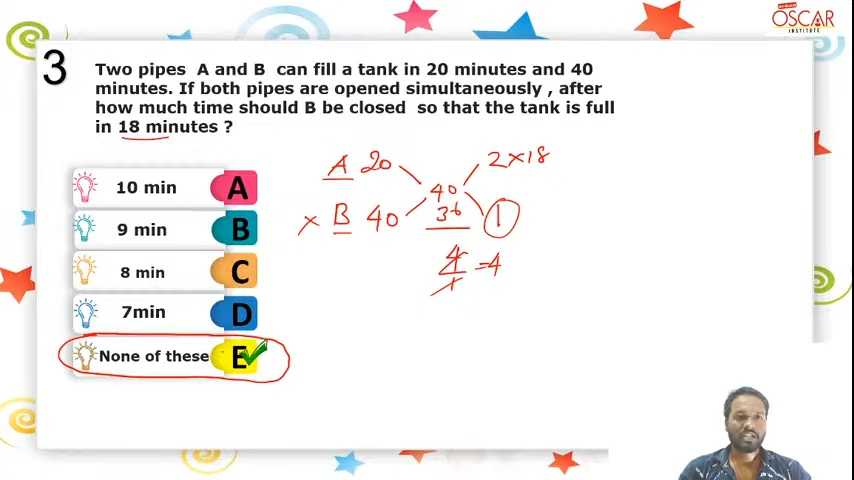 OSCAR
INSTITUTE
3
Two pipes A and B can fill a tank in 20 minutes and 40
minutes. If both pipes are opened simultaneously , after
how much time should B be closed so that the tank is full
in 18 minutes ?
A 20
2×18
40
× B 40
36
1
4
1
=4
10 min A
9 min B
8 min C
7min D
None of these E